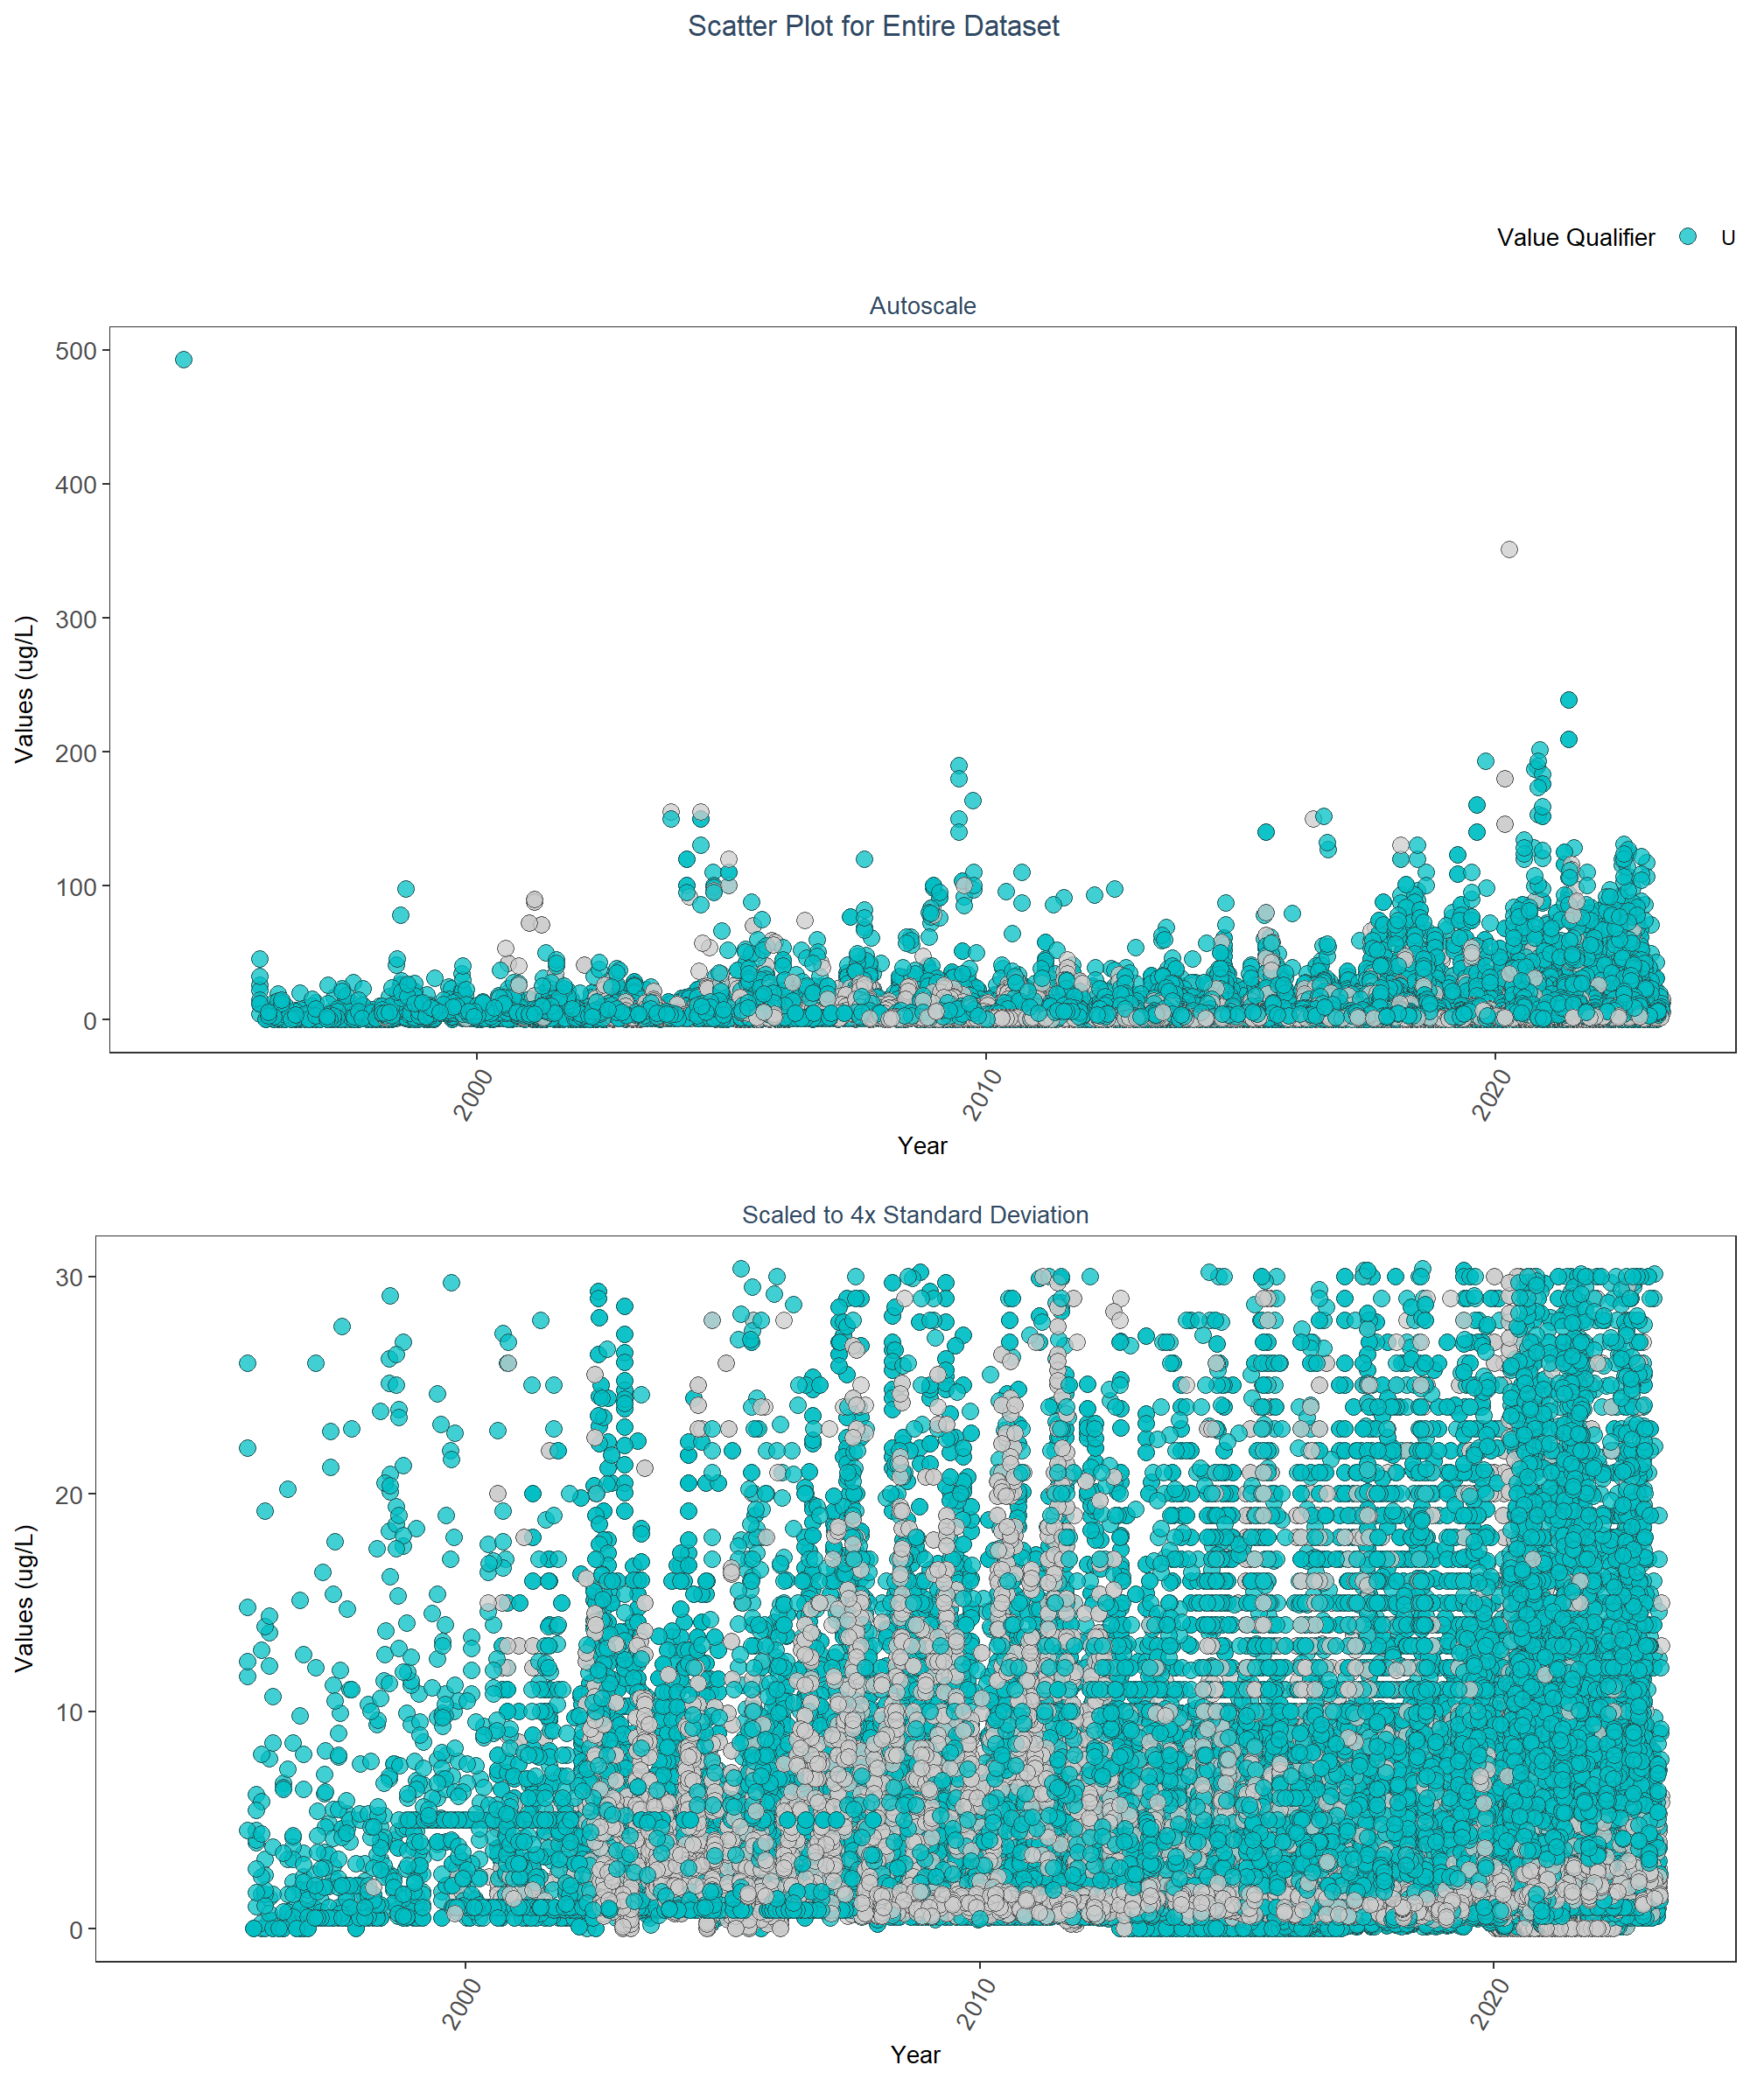 Scatter Plot for Entire Dataset
Value Qualifier U
Autoscale
500
400
300
200
100
0
Values (ug/L)
2000 2010 2020
Year
Scaled to 4x Standard Deviation
30
20
10
0
Values (ug/L)
2000 2010 2020
Year